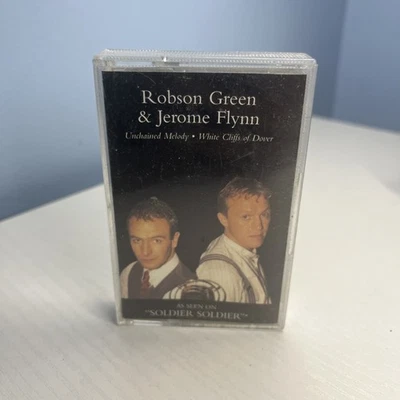 Robson Green
& Jerome Flynn
Unchained Melody • White Cliffs of Dover
AS SEEN ON
"SOLDIER, SOLDIER"